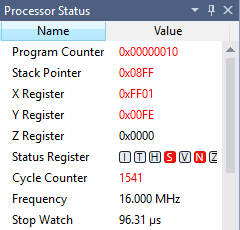 Processor Status
Name Value
Program Counter 0x00000010
Stack Pointer 0x08FF
X Register 0xFF01
Y Register 0x00FE
Z Register 0x0000
Status Register I T H S V N Z
Cycle Counter 1541
Frequency 16.000 MHz
Stop Watch 96.31 µs